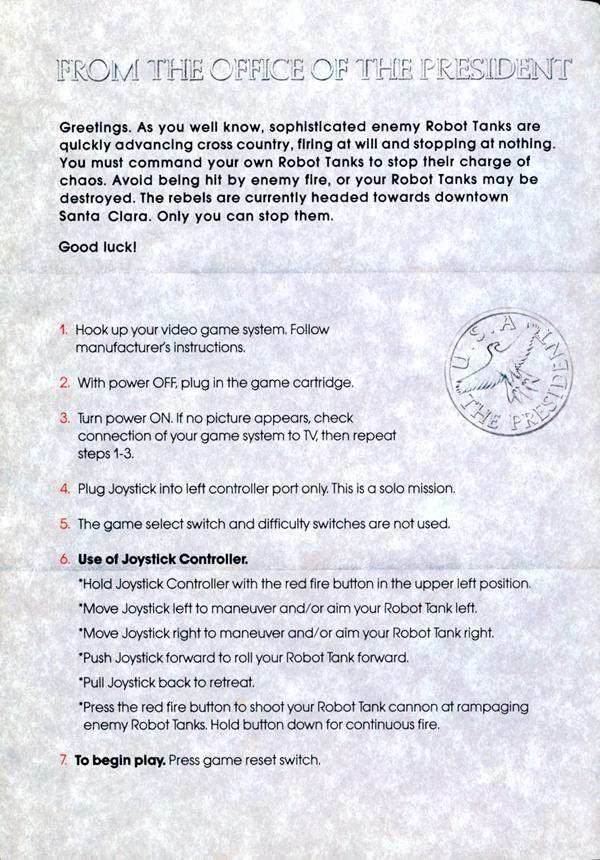 FROM THE OFFICE OF THE PRESIDENT
Greetings. As you well know, sophisticated enemy Robot Tanks are
quickly advancing cross country, firing at will and stopping at nothing.
You must command your own Robot Tanks to stop their charge of
chaos. Avoid being hit by enemy fire, or your Robot Tanks may be
destroyed. The rebels are currently headed towards downtown
Santa Clara. Only you can stop them.
Good luck!
1. Hook up your video game system. Follow
manufacturer's instructions.
2. With power OFF, plug in the game cartridge.
3. Turn power ON. If no picture appears, check
connection of your game system to TV, then repeat
steps 1-3.
4. Plug Joystick into left controller port only. This is a solo mission.
5. The game select switch and difficulty switches are not used.
6. Use of Joystick Controller.
*Hold Joystick Controller with the red fire button in the upper left position.
*Move Joystick left to maneuver and/or aim your Robot Tank left.
*Move Joystick right to maneuver and/or aim your Robot Tank right.
*Push Joystick forward to roll your Robot Tank forward.
*Pull Joystick back to retreat.
*Press the red fire button to shoot your Robot Tank cannon at rampaging
enemy Robot Tanks. Hold button down for continuous fire.
7. To begin play. Press game reset switch.
U.S.A
THE PRESIDENT